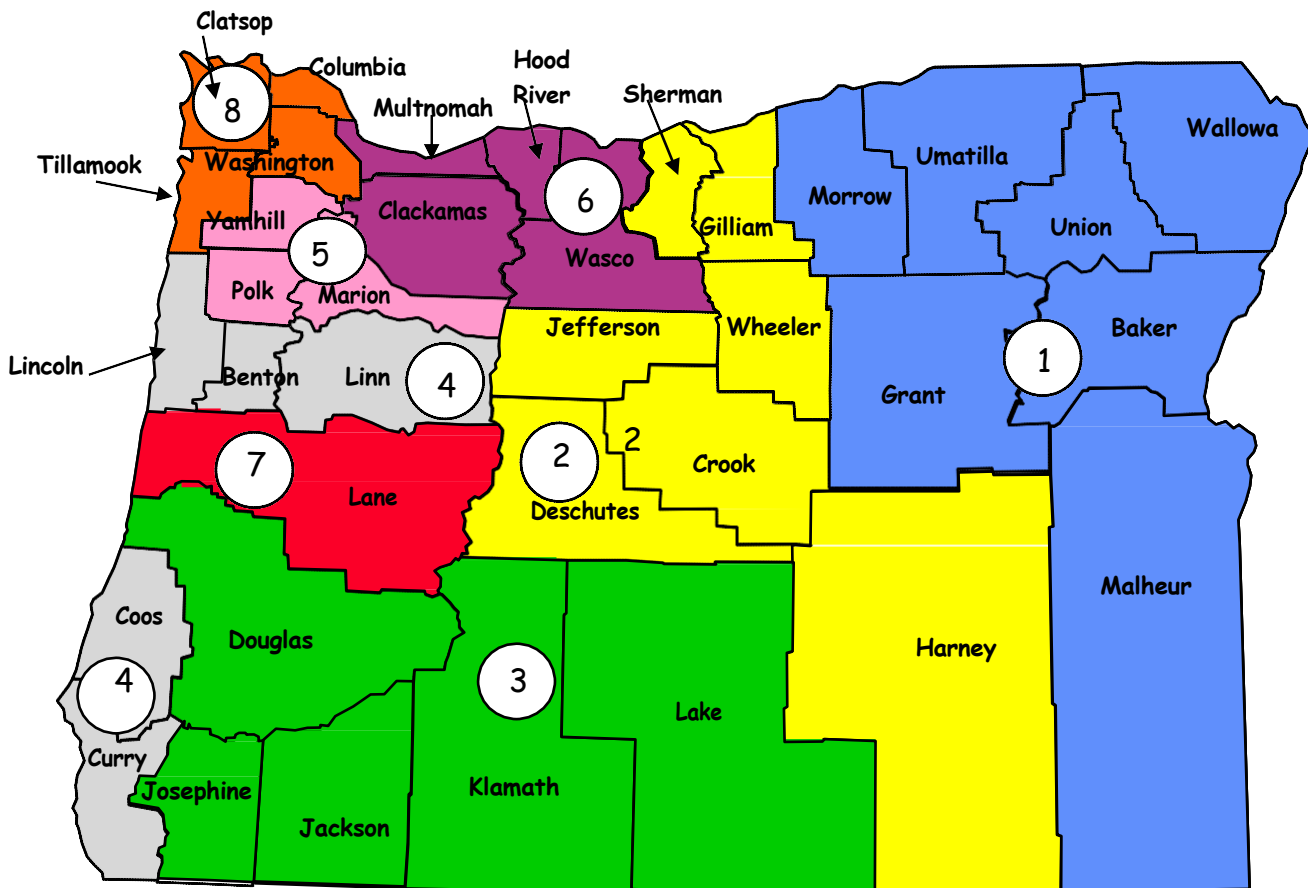 Clatsop
Columbia
Hood
River
Multnomah
Sherman
8
Tillamook
Washington
Wallowa
Umatilla
Morrow
6
Yamhill
Clackamas
Gilliam
Union
5
Wasco
Polk
Marion
Jefferson
Wheeler
Baker
Lincoln
Benton
Linn
4
Grant
1
7
2
2
Crook
Lane
Deschutes
Malheur
Coos
Douglas
Harney
4
3
Lake
Curry
Josephine
Klamath
Jackson